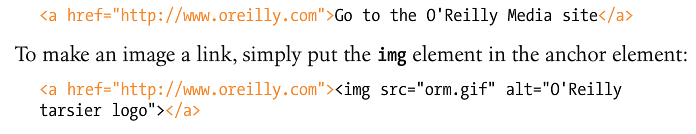 <a href="http://www.oreilly.com">Go to the O'Reilly Media site</a>
To make an image a link, simply put the img element in the anchor element:
<a href="http://www.oreilly.com"><img src="orm.gif" alt="O'Reilly
tarsier logo"></a>